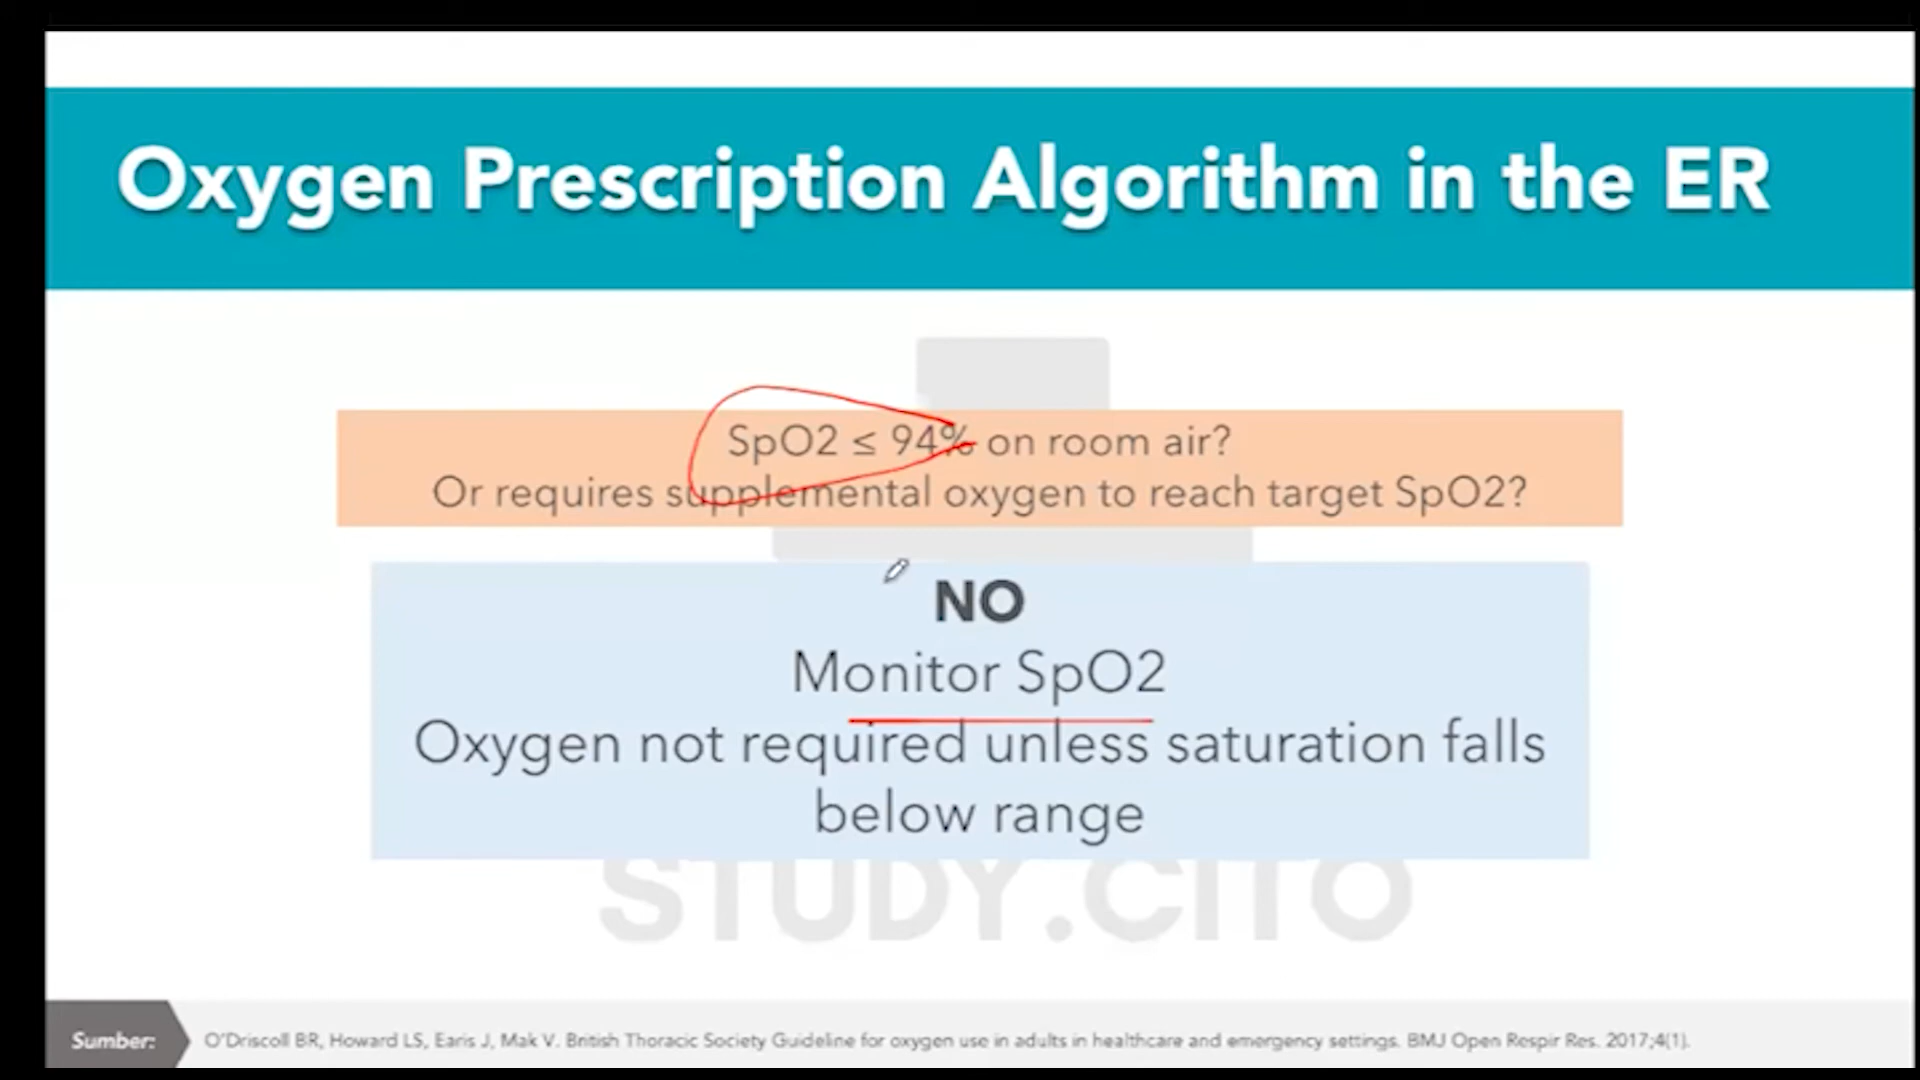 Oxygen Prescription Algorithm in the ER
SpO2 ≤ 94% on room air?
Or requires supplemental oxygen to reach target SpO2?
NO
Monitor SpO2
Oxygen not required unless saturation falls
below range
STUDY.CITO
Sumber:
O'Driscoll BR, Howard LS, Earis J, Mak V. British Thoracic Society Guideline for oxygen use in adults in healthcare and emergency settings. BMJ Open Respir Res. 2017;4(1).